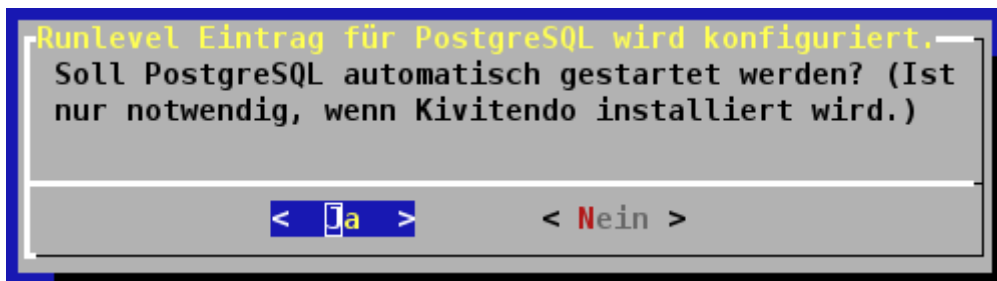 Runlevel Eintrag für PostgreSQL wird konfiguriert.
Soll PostgreSQL automatisch gestartet werden? (Ist
nur notwendig, wenn Kivitendo installiert wird.)
< Ja > < Nein >